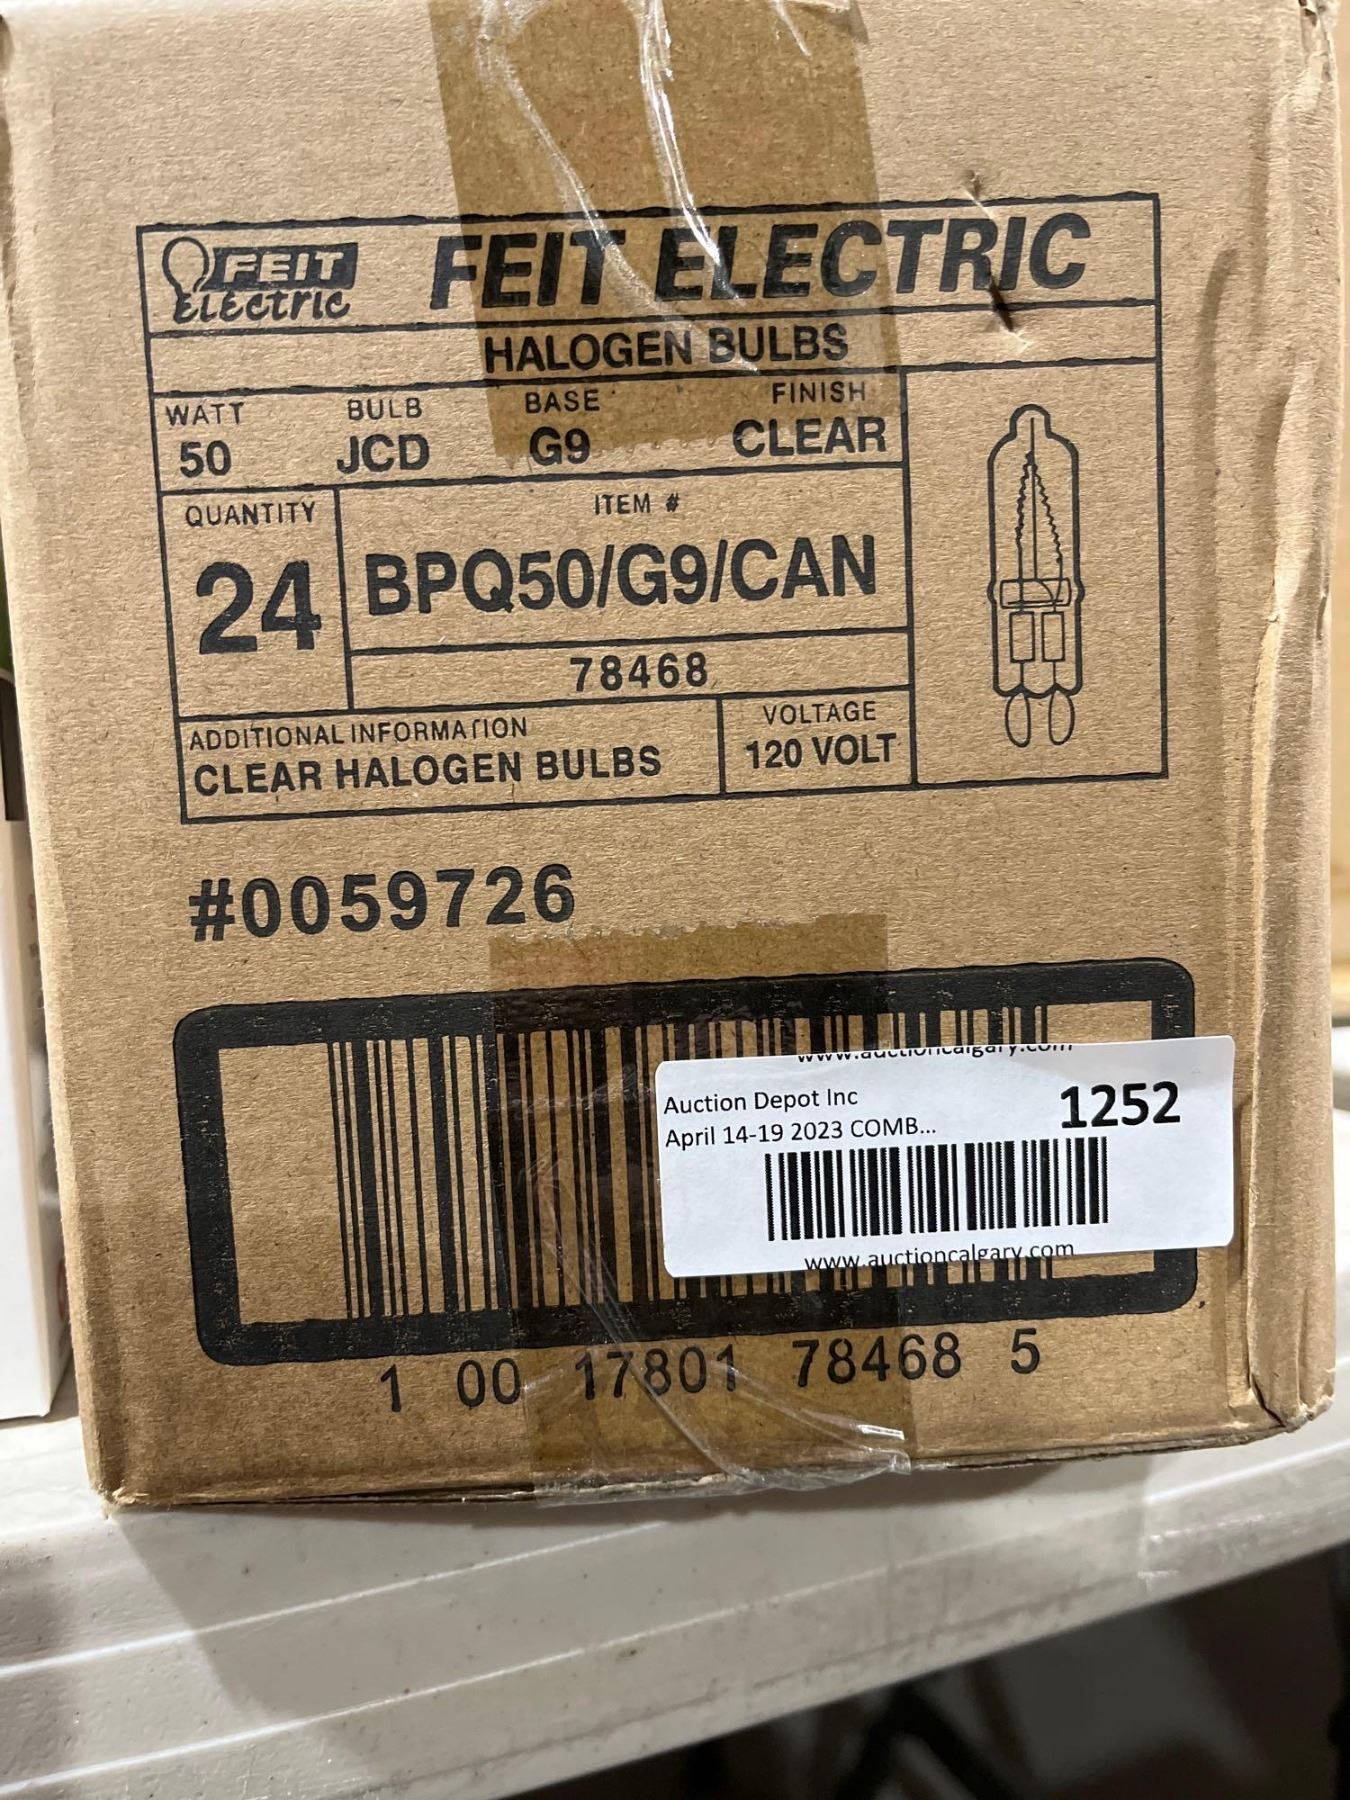 FEIT
Electric
FEIT ELECTRIC
HALOGEN BULBS
WATT BULB BASE FINISH
50 JCD G9 CLEAR
QUANTITY
24
ITEM #
BPQ50/G9/CAN
78468
ADDITIONAL INFORMATION
CLEAR HALOGEN BULBS
VOLTAGE
120 VOLT
#0059726
www.auctioncalgary.com
Auction Depot Inc
1252
April 14-19 2023 COMB...
www.auctioncalgary.com
1 00 17801 78468 5